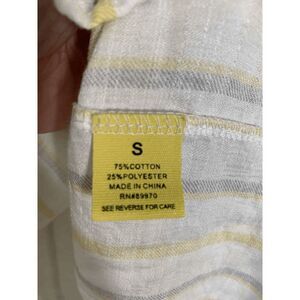 S
75%COTTON
25%POLYESTER
MADE IN CHINA
RN#89970
SEE REVERSE FOR CARE